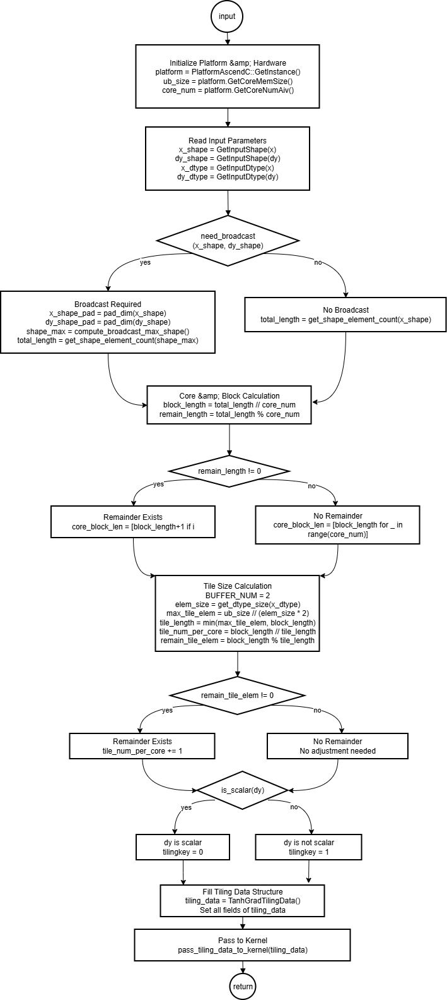 input
Initialize Platform &amp; Hardware
platform = PlatformAscendC::GetInstance()
ub_size = platform.GetCoreMemSize()
core_num = platform.GetCoreNumAiv()
Read Input Parameters
x_shape = GetInputShape(x)
dy_shape = GetInputShape(dy)
x_dtype = GetInputDtype(x)
dy_dtype = GetInputDtype(dy)
need_broadcast
(x_shape, dy_shape)
yes
no
Broadcast Required
x_shape_pad = pad_dim(x_shape)
dy_shape_pad = pad_dim(dy_shape)
shape_max = compute_broadcast_max_shape()
total_length = get_shape_element_count(shape_max)
No Broadcast
total_length = get_shape_element_count(x_shape)
Core &amp; Block Calculation
block_length = total_length // core_num
remain_length = total_length % core_num
remain_length != 0
yes
no
Remainder Exists
core_block_len = [block_length+1 if i
No Remainder
core_block_len = [block_length for _ in
range(core_num)]
Tile Size Calculation
BUFFER_NUM = 2
elem_size = get_dtype_size(x_dtype)
max_tile_elem = ub_size // (elem_size * 2)
tile_length = min(max_tile_elem, block_length)
tile_num_per_core = block_length // tile_length
remain_tile_elem = block_length % tile_length
remain_tile_elem != 0
yes
no
Remainder Exists
tile_num_per_core += 1
No Remainder
No adjustment needed
is_scalar(dy)
yes
no
dy is scalar
tilingkey = 0
dy is not scalar
tilingkey = 1
Fill Tiling Data Structure
tiling_data = TanhGradTilingData()
Set all fields of tiling_data
Pass to Kernel
pass_tiling_data_to_kernel(tiling_data)
return